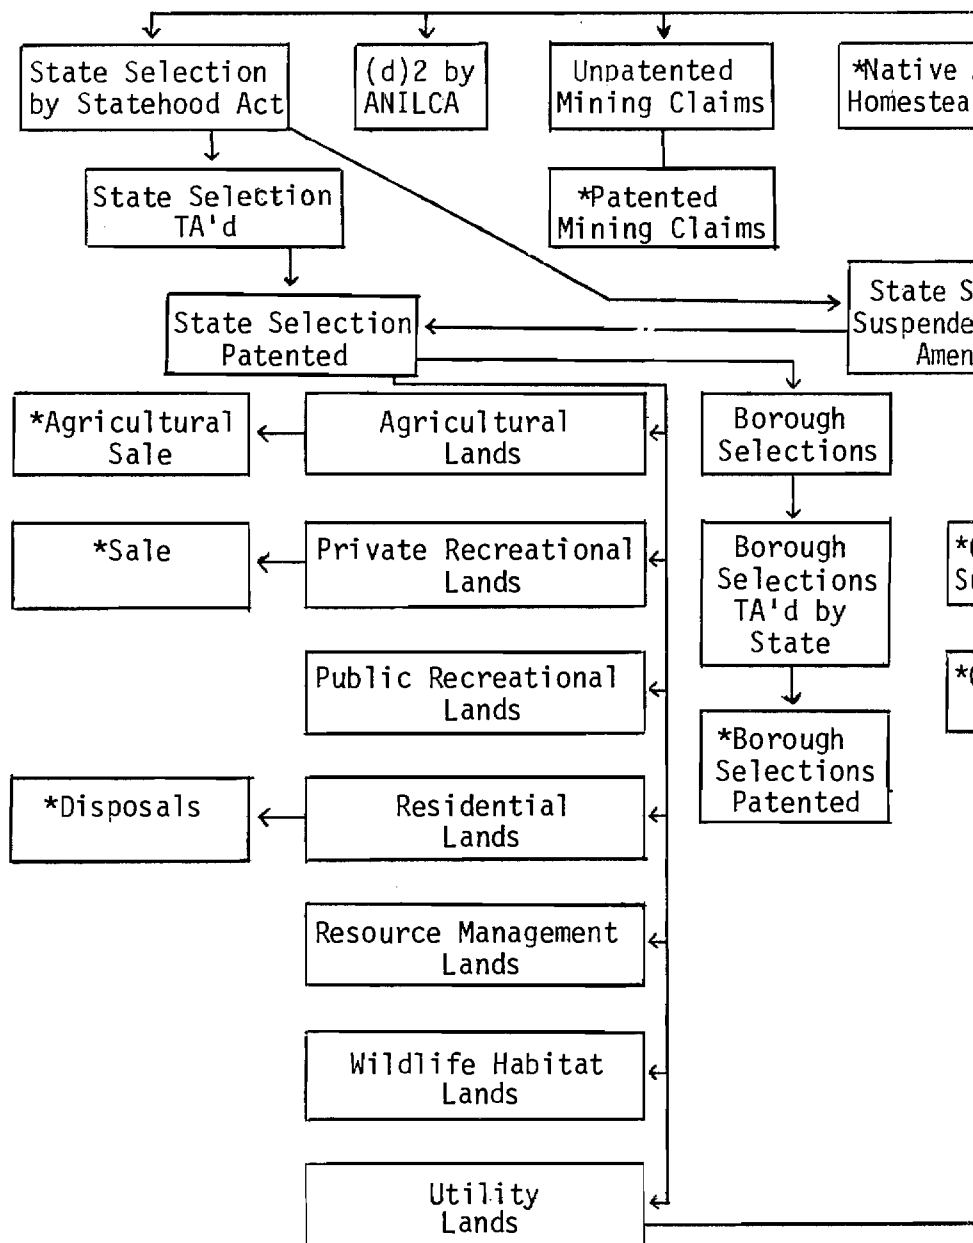 State Selection
by Statehood Act
(d)2 by
ANILCA
Unpatented
Mining Claims
*Native
Homestea
State Selection
TA'd
*Patented
Mining Claims
State Selection
Patented
State S
Suspende
Amen
*Agricultural
Sale
Agricultural
Lands
Borough
Selections
*Sale
Private Recreational
Lands
Borough
Selections
TA'd by
State
Public Recreational
Lands
*Borough
Selections
Patented
*Disposals
Residential
Lands
Resource Management
Lands
Wildlife Habitat
Lands
Utility
Lands